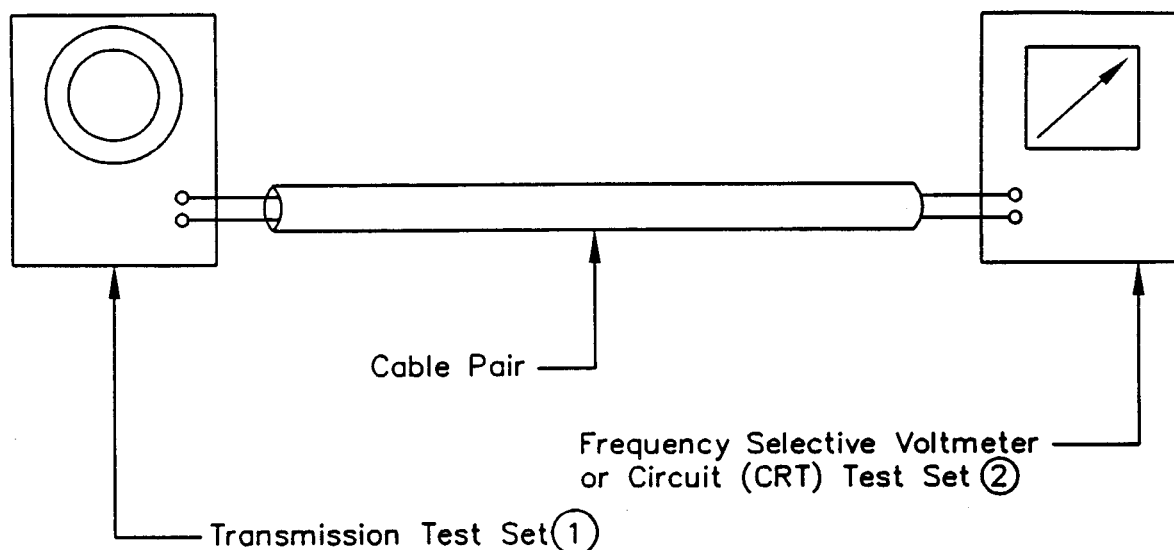 Cable Pair
Frequency Selective Voltmeter
or Circuit (CRT) Test Set ②
Transmission Test Set ①